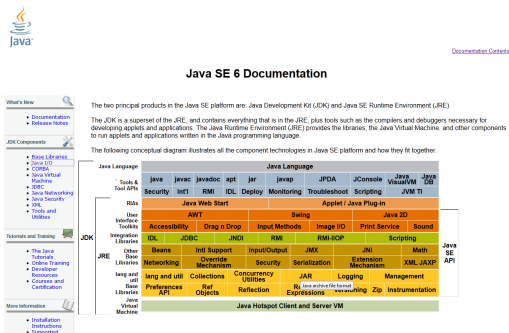 Java
Documentation Contents
Java SE 6 Documentation
What's New
Documentation
Release Notes
JDK Components
Base Libraries
Java I/O
CORBA
Java Virtual
Machine
JDBC
Java Networking
Java Security
XML
Tools and
Utilities
Tutorials and Training
The Java
Tutorials
Online Training
Developer
Resources
Courses and
Certification
More Information
Installation
Instructions
Supported
The two principal products in the Java SE platform are: Java Development Kit (JDK) and Java SE Runtime Environment (JRE).
The JDK is a superset of the JRE, and contains everything that is in the JRE, plus tools such as the compilers and debuggers necessary for
developing applets and applications. The Java Runtime Environment (JRE) provides the libraries, the Java Virtual Machine, and other components
to run applets and applications written in the Java programming language.
The following conceptual diagram illustrates all the component technologies in Java SE platform and how they fit together.
Java Language Java Language
Tools &
Tool APIs
java javac javadoc apt jar javap JPDA JConsole Java VisualVM Java DB
Security Int'l RMI IDL Deploy Monitoring Troubleshoot Scripting JVM TI
RIAs Java Web Start Applet / Java Plug-in
User
Interface
Toolkits
AWT Swing Java 2D
Accessibility Drag n Drop Input Methods Image I/O Print Service Sound
JDK
Integration
Libraries
IDL JDBC JNDI RMI RMI-IIOP Scripting
JRE
Other
Base
Libraries
Beans Intl Support Input/Output JMX JNI Math
Networking Override Mechanism Security Serialization Extension Mechanism XML JAXP
Java
SE
API
lang and
util
Base
Libraries
lang and util Collections Concurrency Utilities JAR Logging Management
Preferences API Ref Objects Reflection Expressions Versioning Zip Instrumentation
Java archive file format
Java
Virtual
Machine
Java Hotspot Client and Server VM